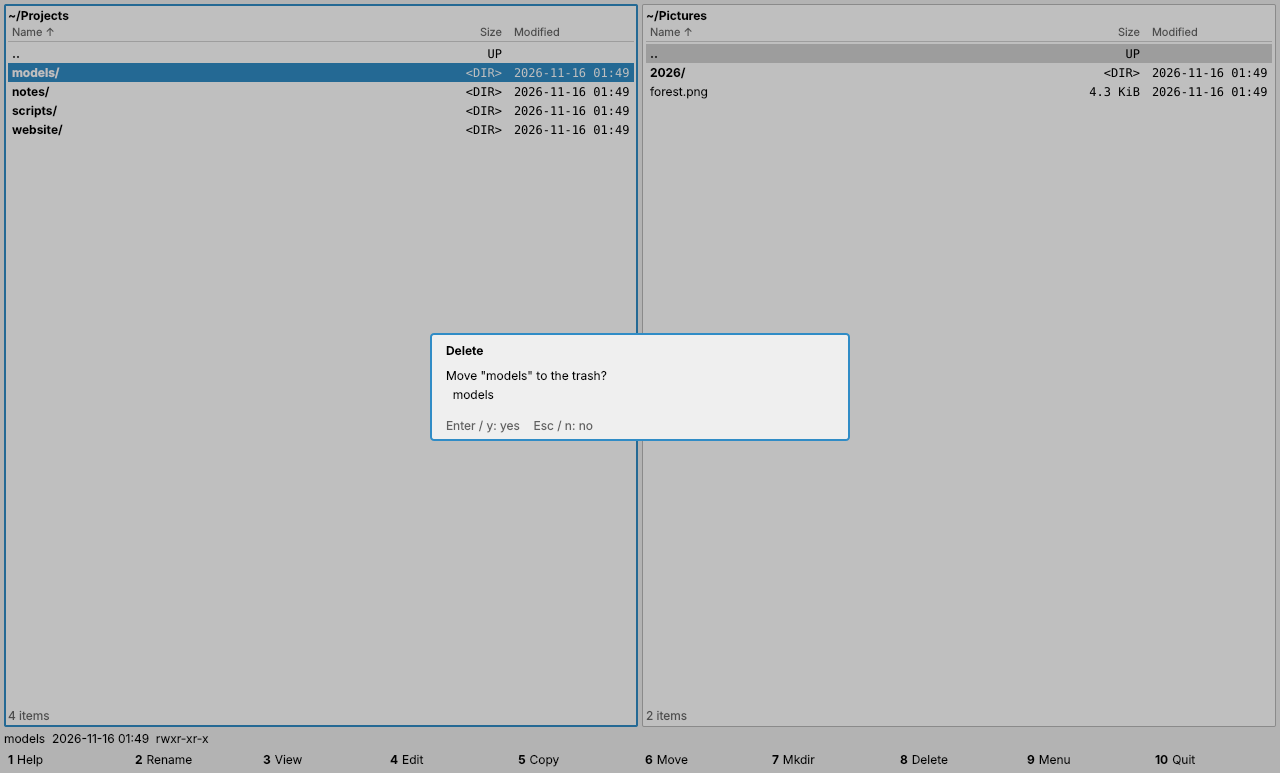 ~/Projects
Name ↑ Size Modified
.. UP
models/ <DIR> 2026-11-16 01:49
notes/ <DIR> 2026-11-16 01:49
scripts/ <DIR> 2026-11-16 01:49
website/ <DIR> 2026-11-16 01:49
4 items
~/Pictures
Name ↑ Size Modified
.. UP
2026/ <DIR> 2026-11-16 01:49
forest.png 4.3 KiB 2026-11-16 01:49
2 items
Delete
Move "models" to the trash?
models
Enter / y: yes Esc / n: no
models 2026-11-16 01:49 rwxr-xr-x
1 Help 2 Rename 3 View 4 Edit 5 Copy 6 Move 7 Mkdir 8 Delete 9 Menu 10 Quit